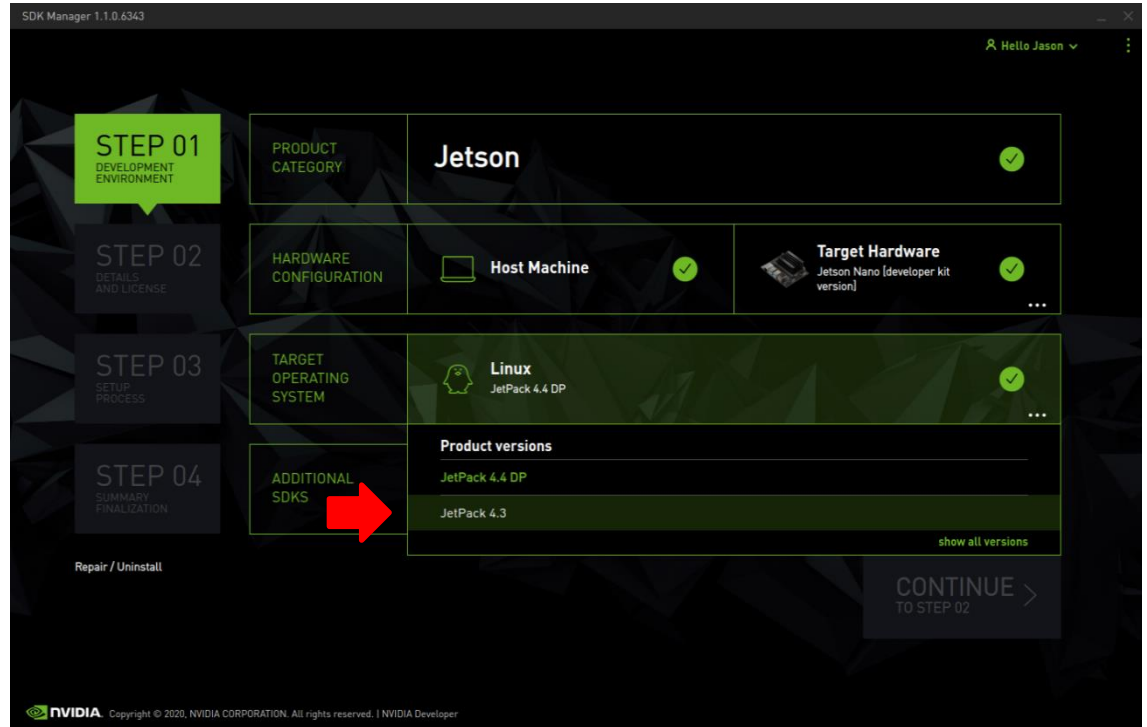 SDK Manager 1.1.0.6343
Hello Jason
STEP 01
DEVELOPMENT
ENVIRONMENT
PRODUCT
CATEGORY
Jetson
STEP 02
DETAILS
AND LICENSE
HARDWARE
CONFIGURATION
Host Machine
Target Hardware
Jetson Nano [developer kit
version]
...
STEP 03
SETUP
PROCESS
TARGET
OPERATING
SYSTEM
Linux
JetPack 4.4 DP
...
Product versions
JetPack 4.4 DP
JetPack 4.3
show all versions
STEP 04
SUMMARY
FINALIZATION
ADDITIONAL
SDKS
Repair / Uninstall
CONTINUE
TO STEP 02
NVIDIA. Copyright © 2020, NVIDIA CORPORATION. All rights reserved. | NVIDIA Developer